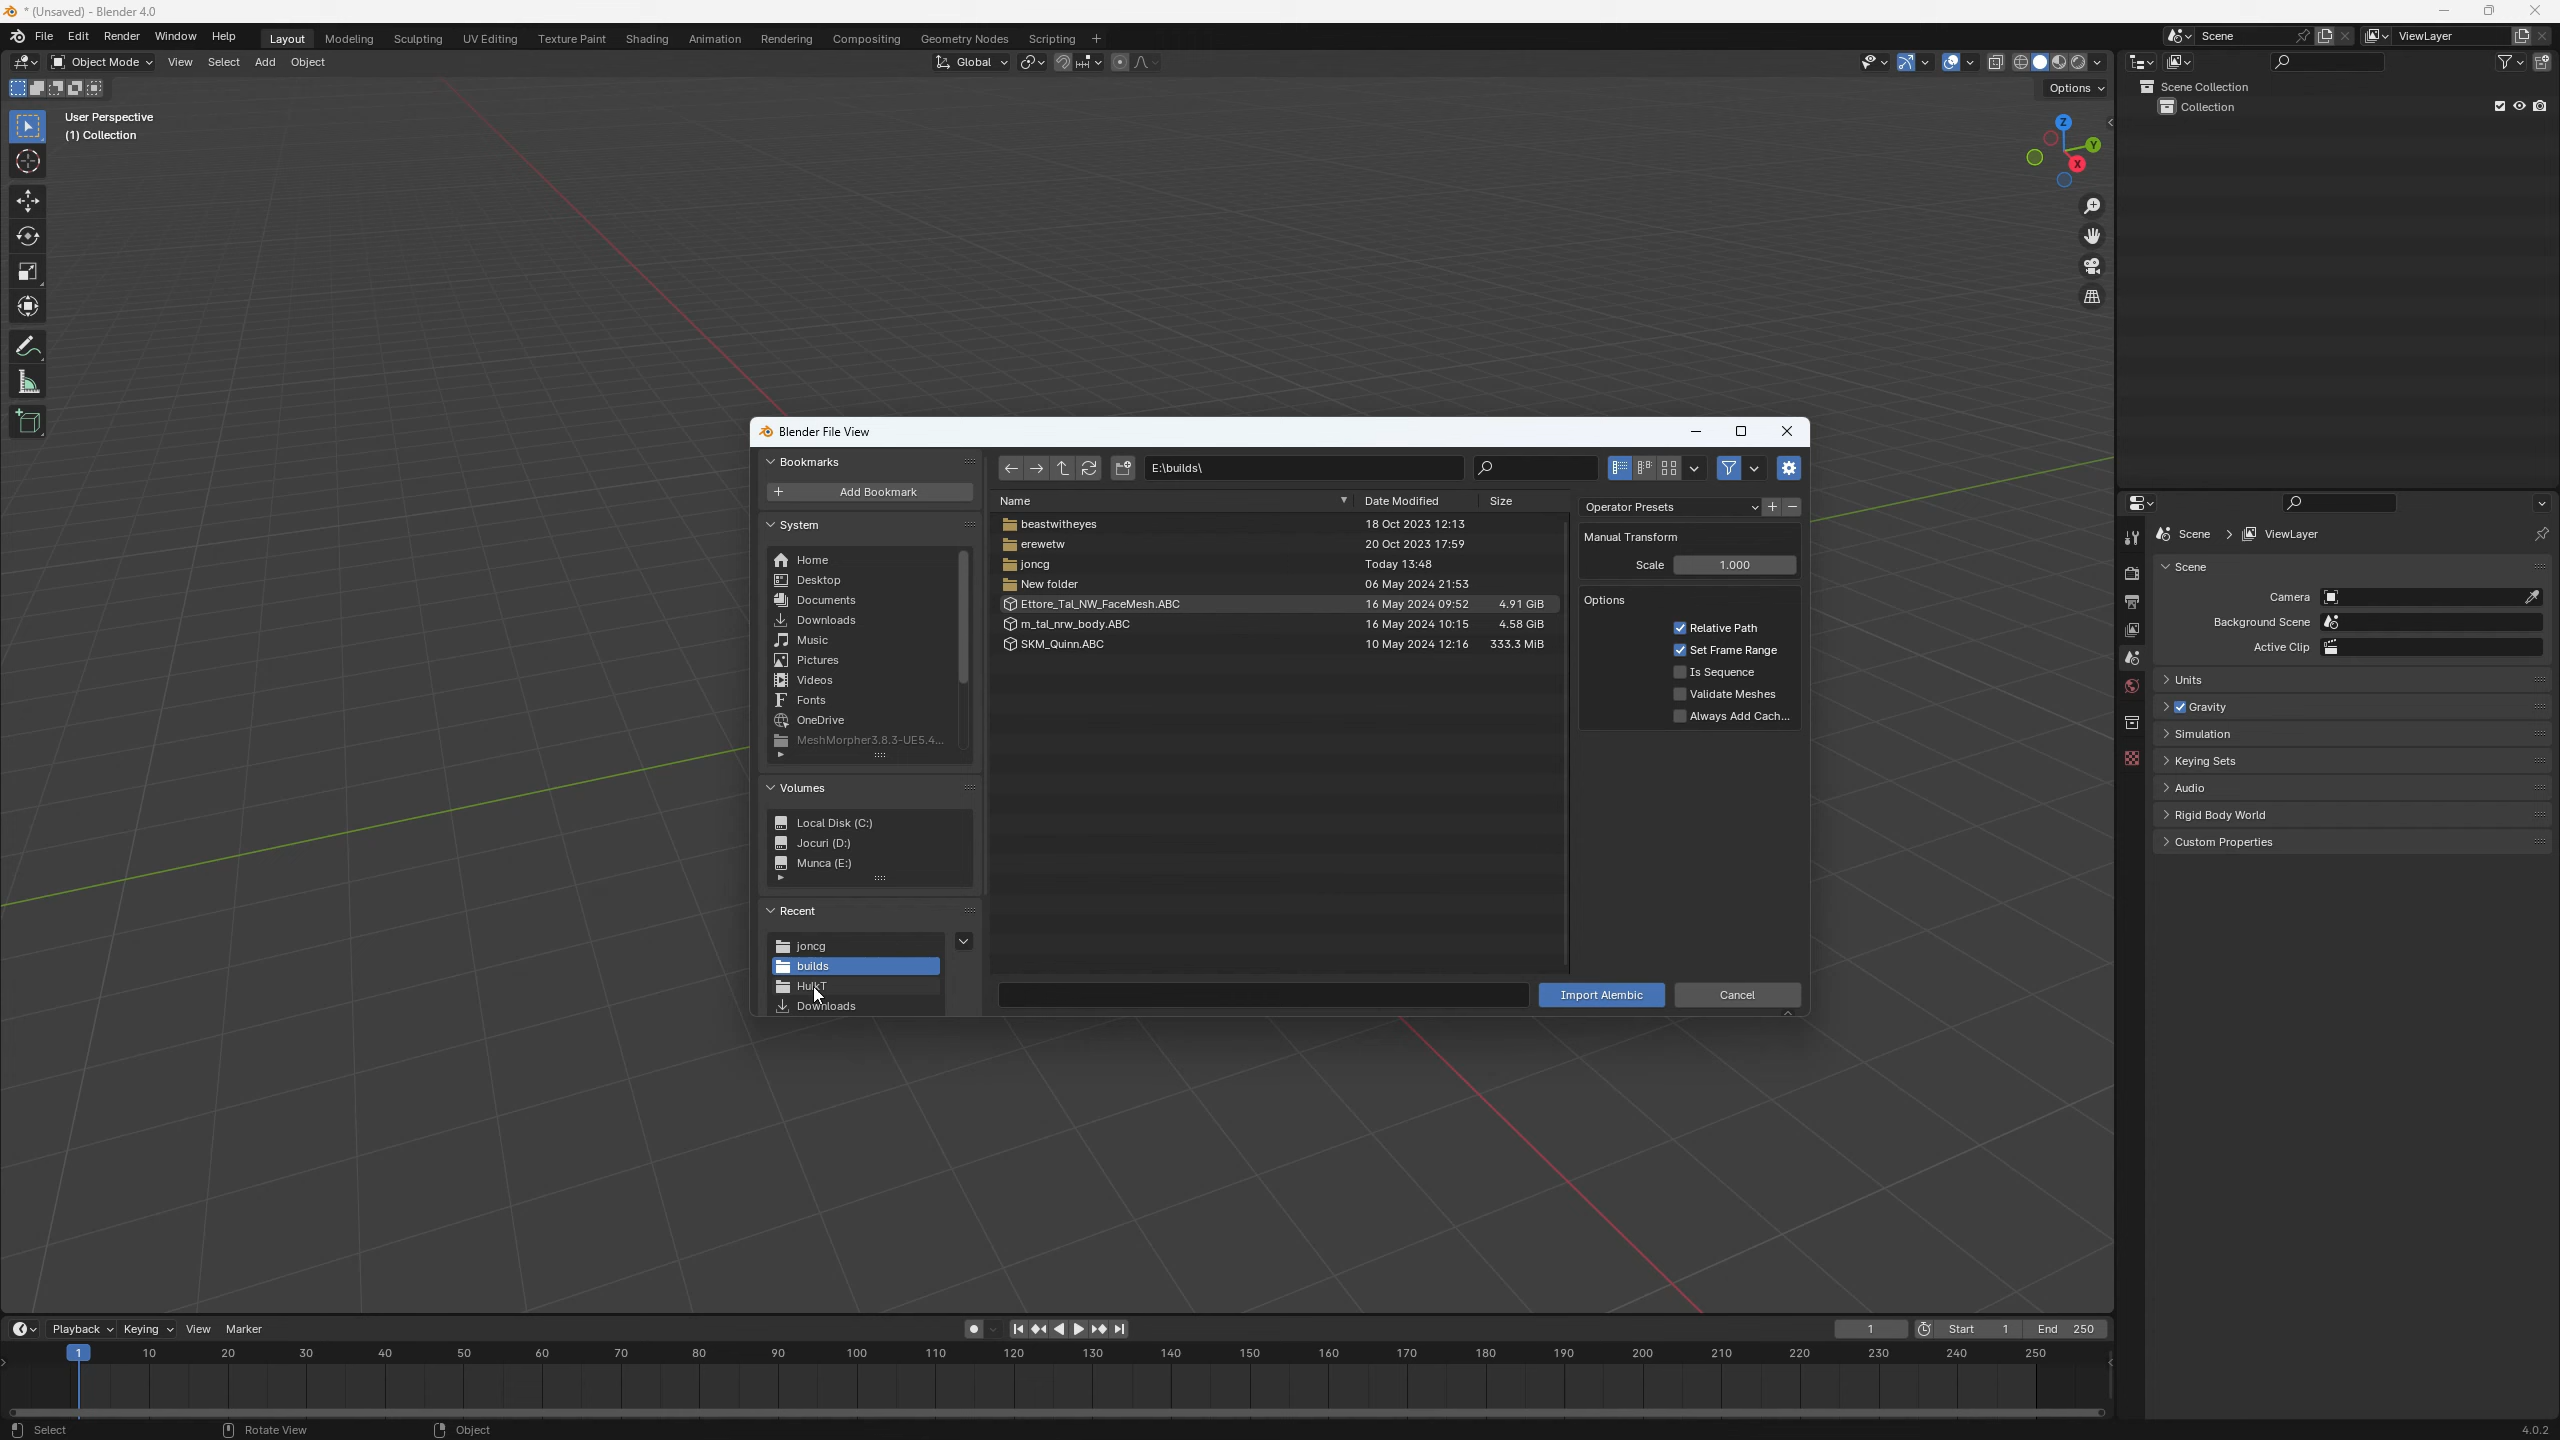 * (Unsaved) - Blender 4.0
File Edit Render Window Help Layout Modeling Sculpting UV Editing Texture Paint Shading Animation Rendering Compositing Geometry Nodes Scripting + Scene ViewLayer
Object Mode View Select Add Object Global
Options
User Perspective
(1) Collection
Z
Y
X
Scene Collection
Collection
Scene > ViewLayer
Scene
Camera
Background Scene
Active Clip
Units
Gravity
Simulation
Keying Sets
Audio
Rigid Body World
Custom Properties
Blender File View
Bookmarks
+ Add Bookmark
System
Home
Desktop
Documents
Downloads
Music
Pictures
Videos
Fonts
OneDrive
MeshMorpher3.8.3-UE5.4...
Volumes
Local Disk (C:)
Jocuri (D:)
Munca (E:)
Recent
joncg
builds
Downloads
E:\builds\
Name Date Modified Size
beastwitheyes 18 Oct 2023 12:13
erewetw 20 Oct 2023 17:59
joncg Today 13:48
New folder 06 May 2024 21:53
Ettore_Tal_NW_FaceMesh.ABC 16 May 2024 09:52 4.91 GiB
m_tal_nrw_body.ABC 16 May 2024 10:15 4.58 GiB
SKM_Quinn.ABC 10 May 2024 12:16 333.3 MiB
Operator Presets + −
Manual Transform
Scale 1.000
Options
Relative Path
Set Frame Range
Is Sequence
Validate Meshes
Always Add Cach...
Import Alembic Cancel
Playback Keying View Marker 1 Start 1 End 250
1 10 20 30 40 50 60 70 80 90 100 110 120 130 140 150 160 170 180 190 200 210 220 230 240 250
Select Rotate View Object 4.0.2